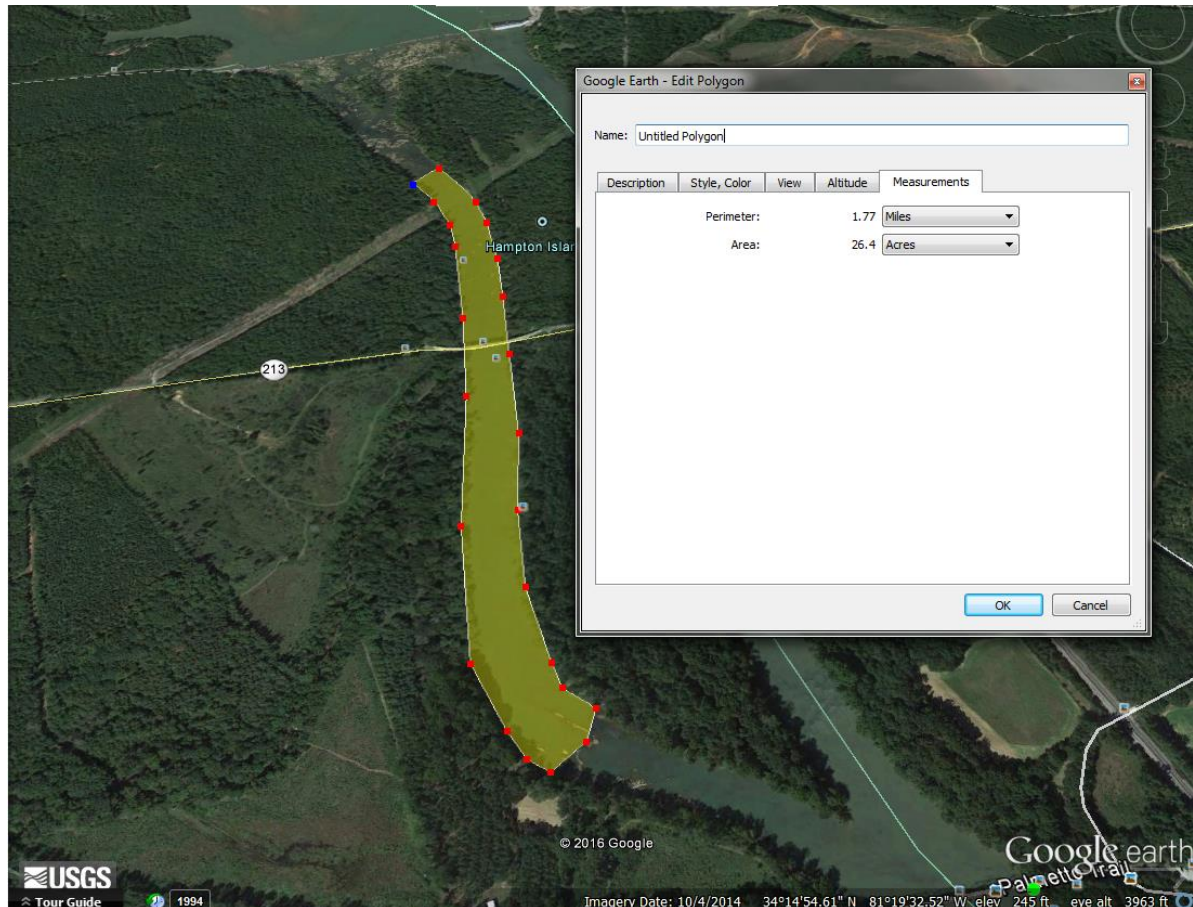 Google Earth - Edit Polygon
Name: Untitled Polygon
Description Style, Color View Altitude Measurements
Perimeter: 1.77 Miles
Area: 26.4 Acres
OK Cancel
Hampton Islan
213
© 2016 Google
Google earth
Palmetto Trail
USGS
Tour Guide 1994
Imagery Date: 10/4/2014 34°14'54.61" N 81°19'32.52" W elev 245 ft eye alt 3963 ft